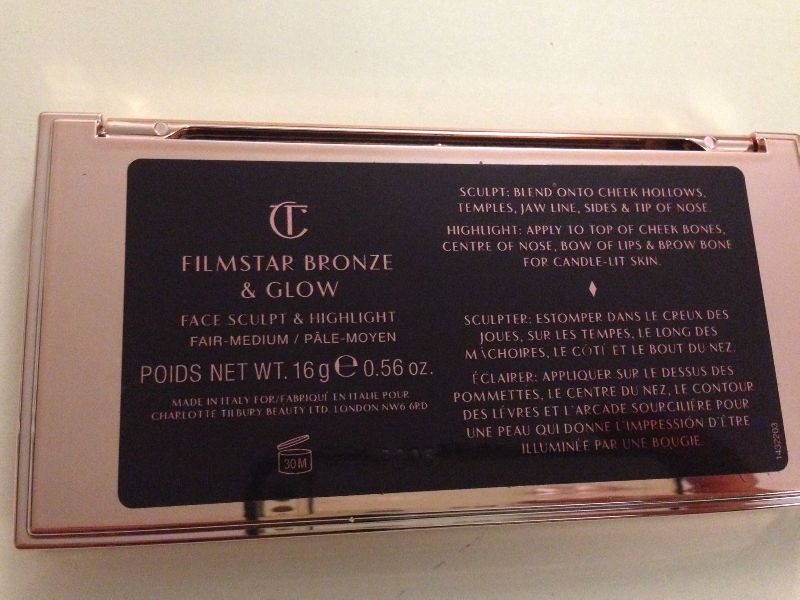 CT
FILMSTAR BRONZE
& GLOW
FACE SCULPT & HIGHLIGHT
FAIR-MEDIUM / PÂLE-MOYEN
POIDS NET WT. 16g℮0.56 oz.
MADE IN ITALY FOR/FABRIQUÉ EN ITALIE POUR
CHARLOTTE TILBURY BEAUTY LTD. LONDON NW6 6RD
30M
SCULPT: BLEND ONTO CHEEK HOLLOWS,
TEMPLES, JAW LINE, SIDES & TIP OF NOSE.
HIGHLIGHT: APPLY TO TOP OF CHEEK BONES,
CENTRE OF NOSE, BOW OF LIPS & BROW BONE
FOR CANDLE-LIT SKIN.
SCULPTER: ESTOMPER DANS LE CREUX DES
JOUES, SUR LES TEMPES, LE LONG DES
MÂCHOIRES, LE CÔTÉ ET LE BOUT DU NEZ.
ÉCLAIRER: APPLIQUER SUR LE DESSUS DES
POMMETTES, LE CENTRE DU NEZ, LE CONTOUR
DES LÈVRES ET L'ARCADE SOURCILIÈRE POUR
UNE PEAU QUI DONNE L'IMPRESSION D'ÊTRE
ILLUMINÉE PAR UNE BOUGIE.
1432203